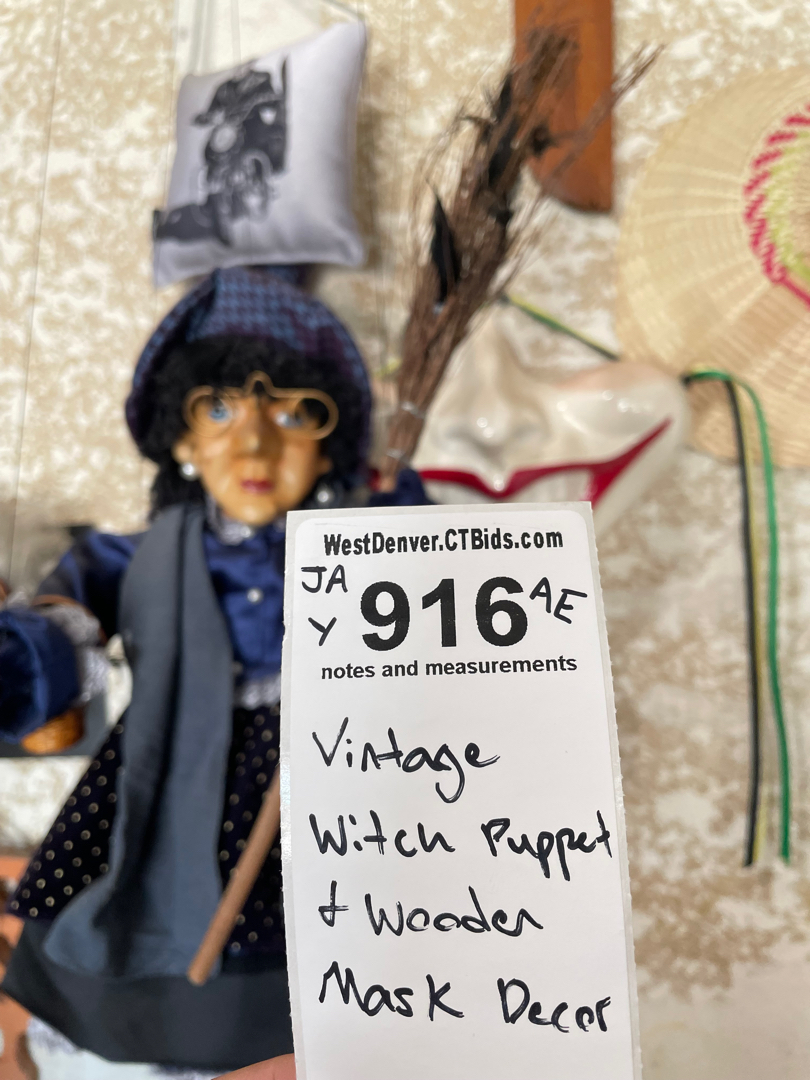 WestDenver.CTBids.com
JA 916 AE
Y
notes and measurements
Vintage
Witch Puppet
& Wooden
Mask Decor